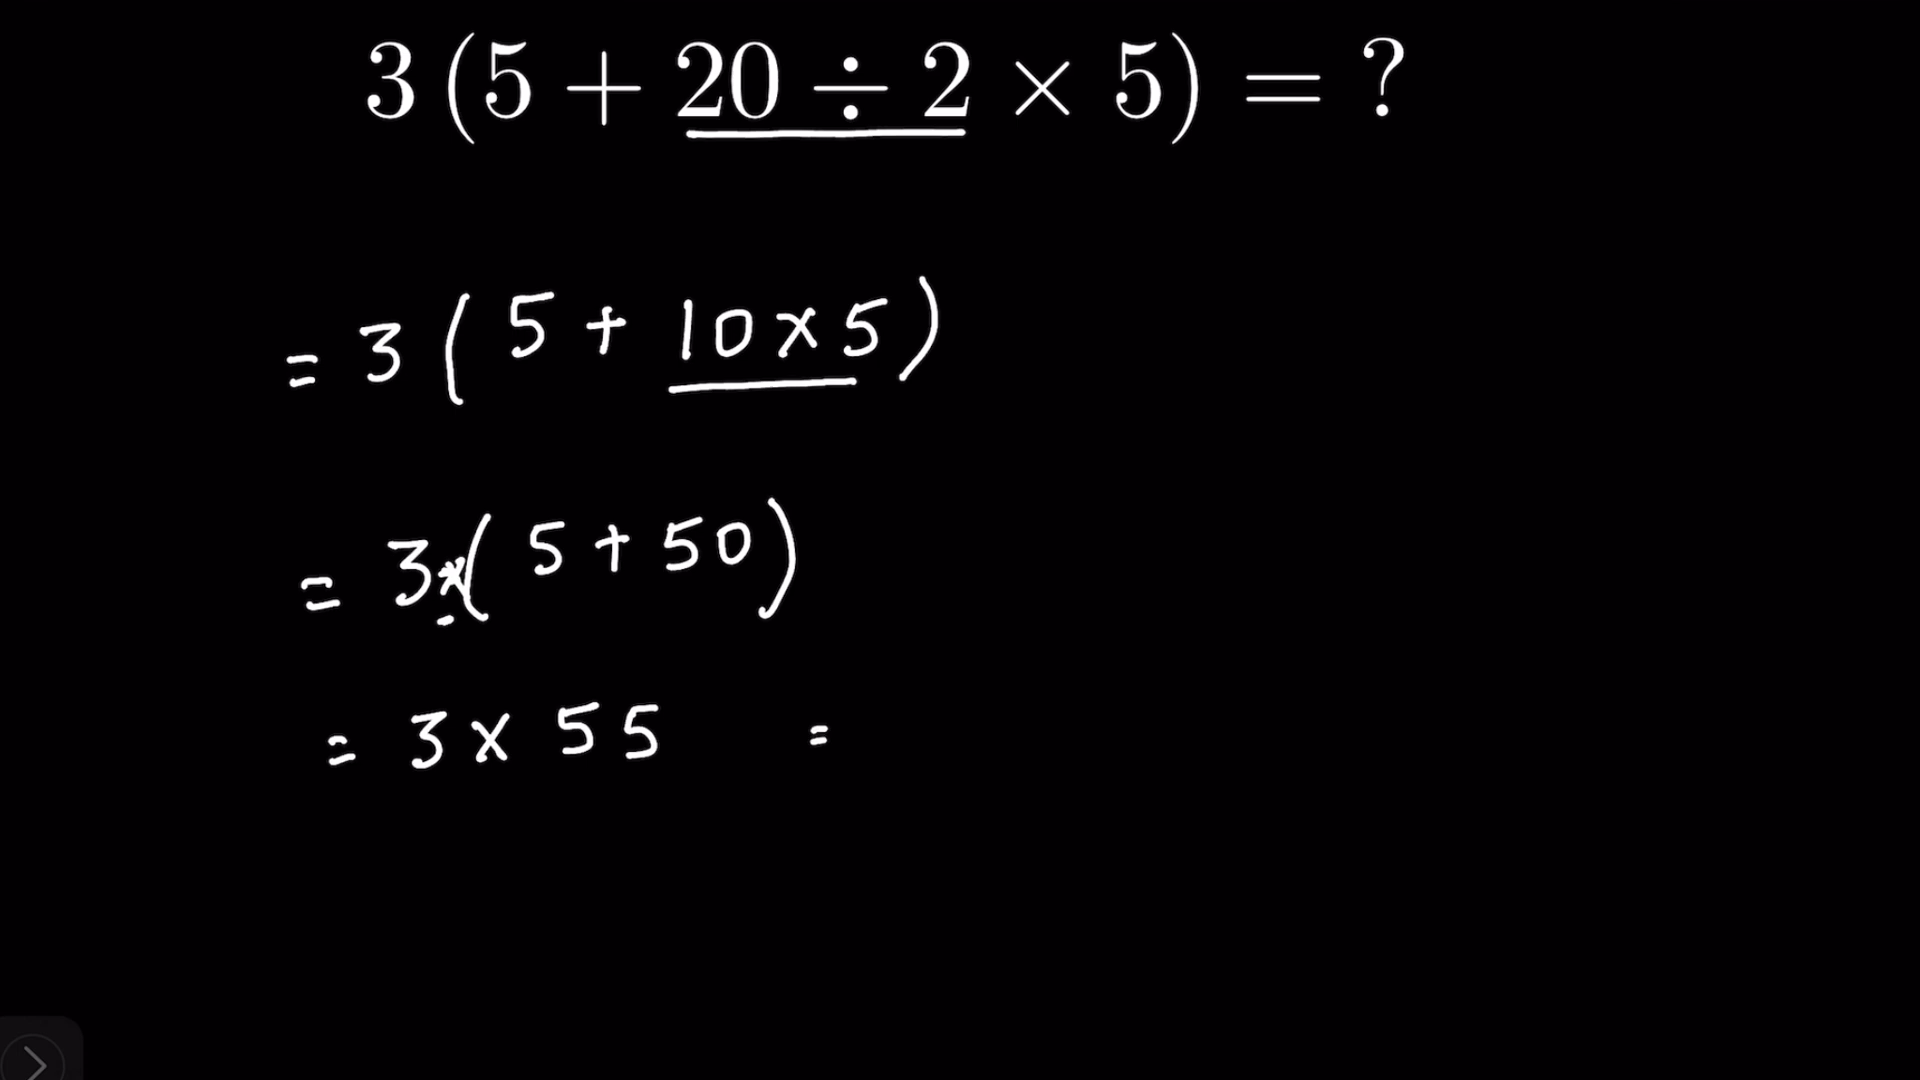 3 (5 + 20 ÷ 2 × 5) = ?
= 3 ( 5 + 10 × 5 )
= 3 × ( 5 + 50 )
= 3 × 55 =